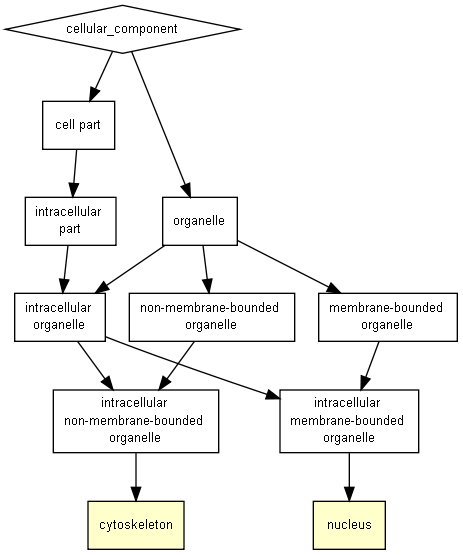 cellular_component
cell part
intracellular
part
organelle
intracellular
organelle
non-membrane-bounded
organelle
membrane-bounded
organelle
intracellular
non-membrane-bounded
organelle
intracellular
membrane-bounded
organelle
cytoskeleton
nucleus